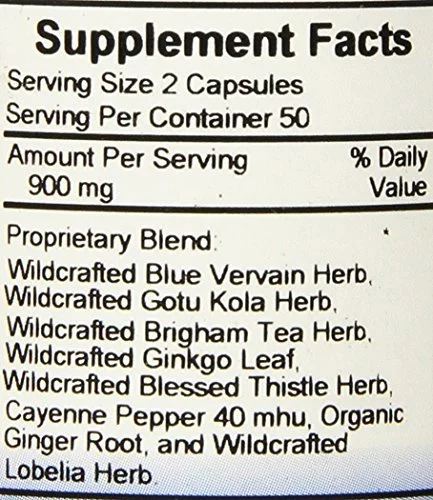 Supplement Facts
Serving Size 2 Capsules
Serving Per Container 50
Amount Per Serving % Daily
900 mg Value
Proprietary Blend:
Wildcrafted Blue Vervain Herb,
Wildcrafted Gotu Kola Herb,
Wildcrafted Brigham Tea Herb,
Wildcrafted Ginkgo Leaf,
Wildcrafted Blessed Thistle Herb,
Cayenne Pepper 40 mhu, Organic
Ginger Root, and Wildcrafted
Lobelia Herb.